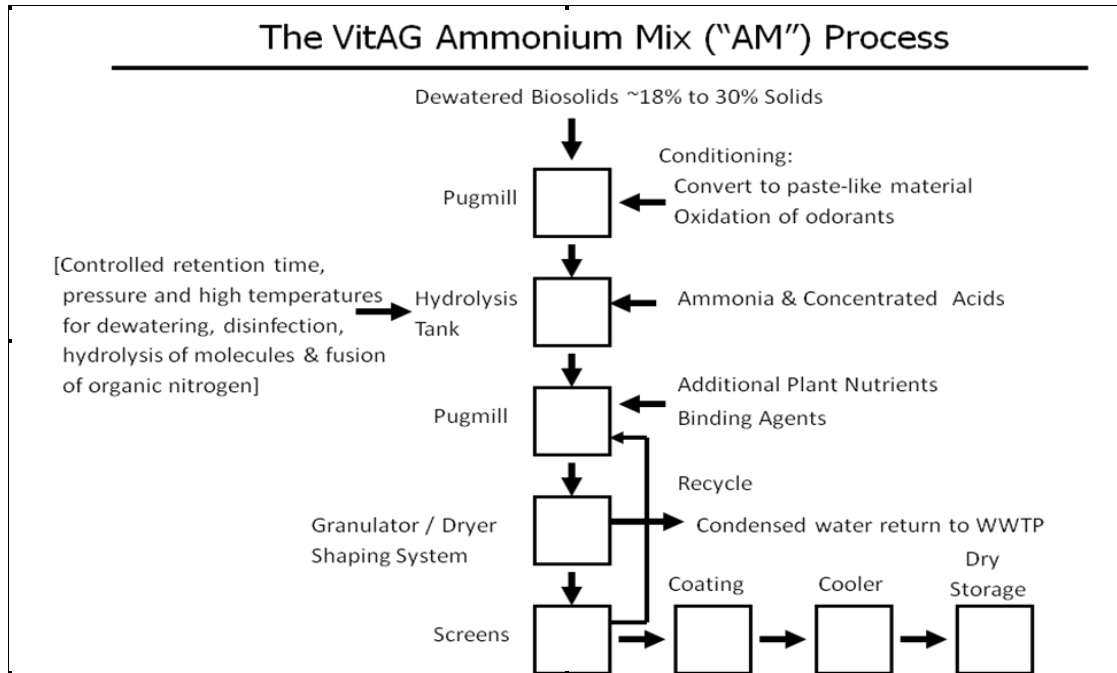 The VitAG Ammonium Mix (“AM”) Process
Dewatered Biosolids ~18% to 30% Solids
Conditioning:
Convert to paste-like material
Oxidation of odorants
Pugmill
[Controlled retention time,
pressure and high temperatures
for dewatering, disinfection,
hydrolysis of molecules & fusion
of organic nitrogen]
Hydrolysis
Tank
Ammonia & Concentrated Acids
Pugmill
Additional Plant Nutrients
Binding Agents
Recycle
Granulator / Dryer
Shaping System
Condensed water return to WWTP
Screens
Coating
Cooler
Dry
Storage